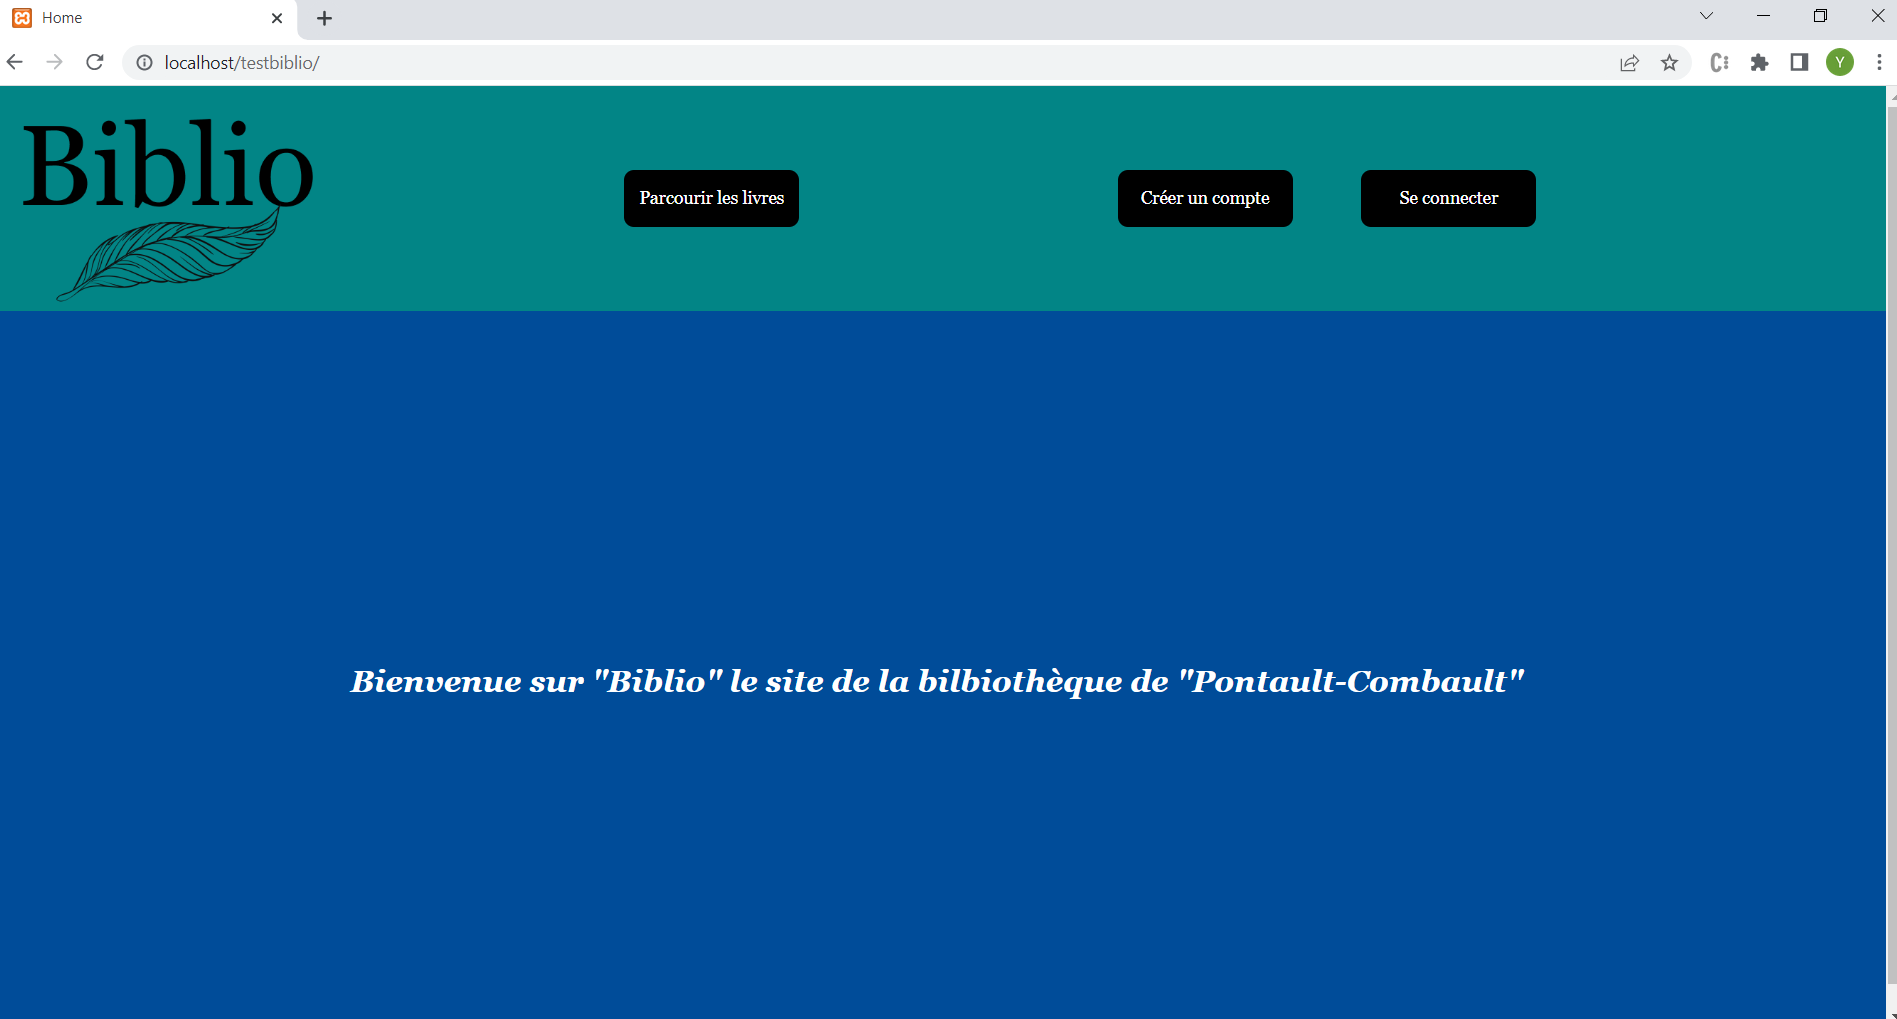 Home
localhost/testbiblio/
Y
Biblio
Parcourir les livres
Créer un compte
Se connecter
Bienvenue sur "Biblio" le site de la bilbiothèque de "Pontault-Combault"